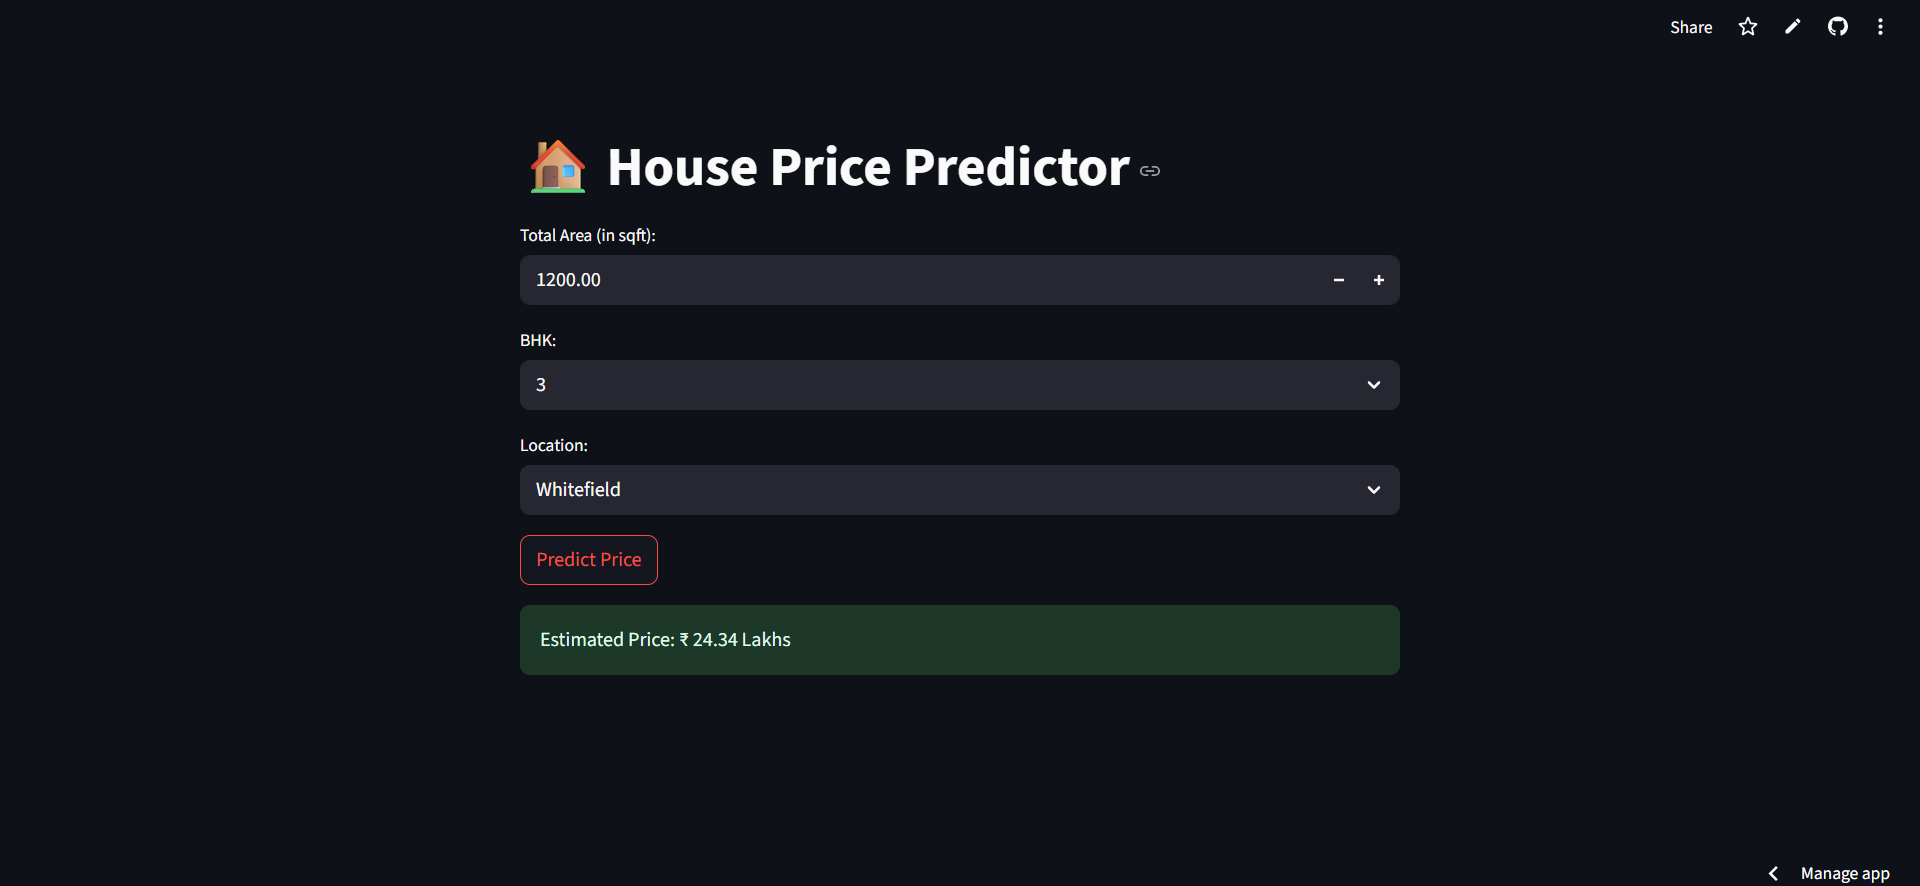 Share
House Price Predictor
Total Area (in sqft):
1200.00
BHK:
3
Location:
Whitefield
Predict Price
Estimated Price: ₹ 24.34 Lakhs
Manage app